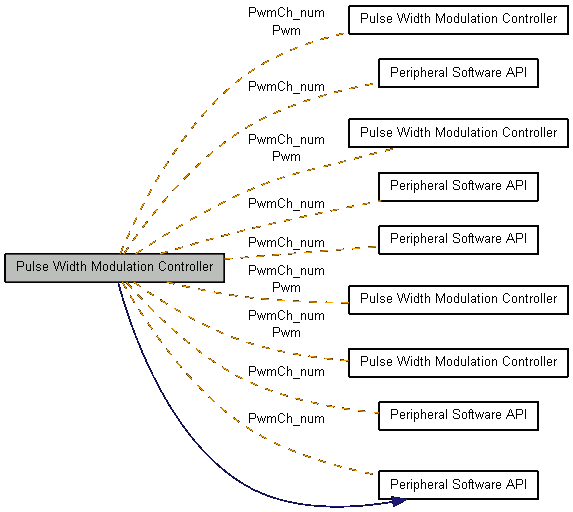 PwmCh_num
Pwm
Pulse Width Modulation Controller
PwmCh_num
Peripheral Software API
PwmCh_num
Pwm
Pulse Width Modulation Controller
PwmCh_num
Peripheral Software API
PwmCh_num
Peripheral Software API
Pulse Width Modulation Controller
PwmCh_num
Pwm
Pulse Width Modulation Controller
PwmCh_num
Pwm
Pulse Width Modulation Controller
PwmCh_num
Peripheral Software API
PwmCh_num
Peripheral Software API